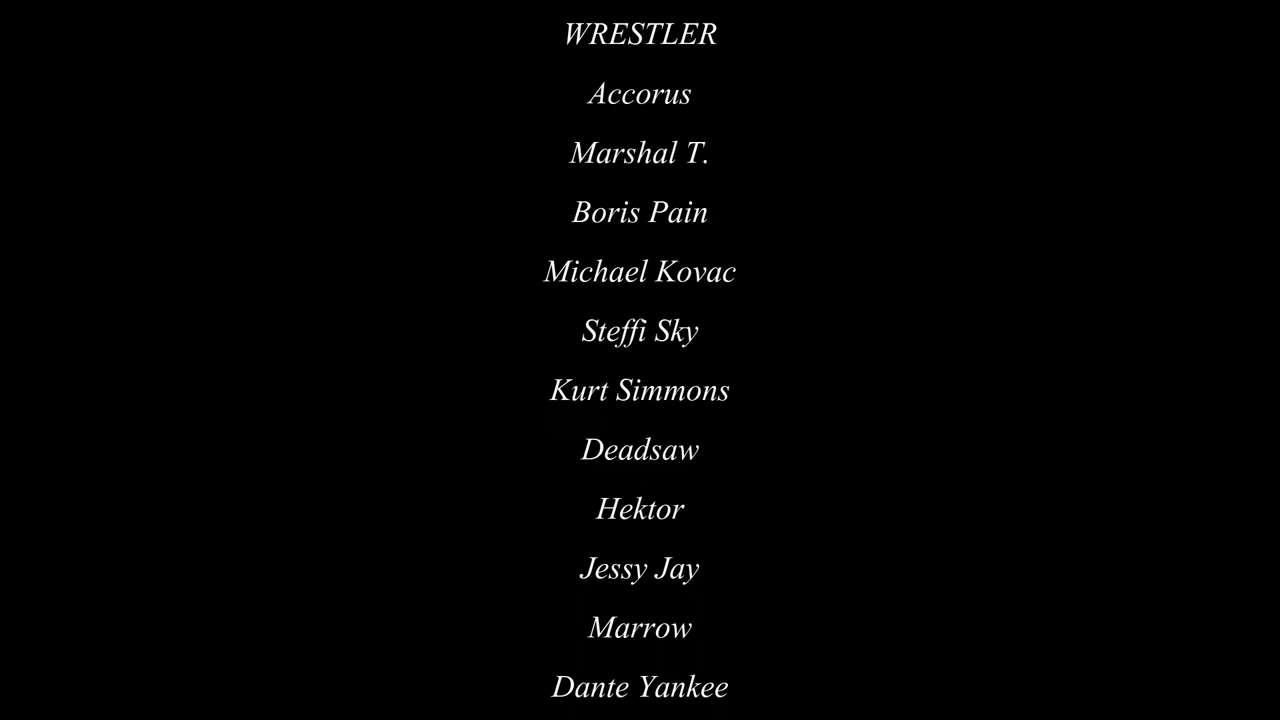 WRESTLER
Accorus
Marshal T.
Boris Pain
Michael Kovac
Steffi Sky
Kurt Simmons
Deadsaw
Hektor
Jessy Jay
Marrow
Dante Yankee